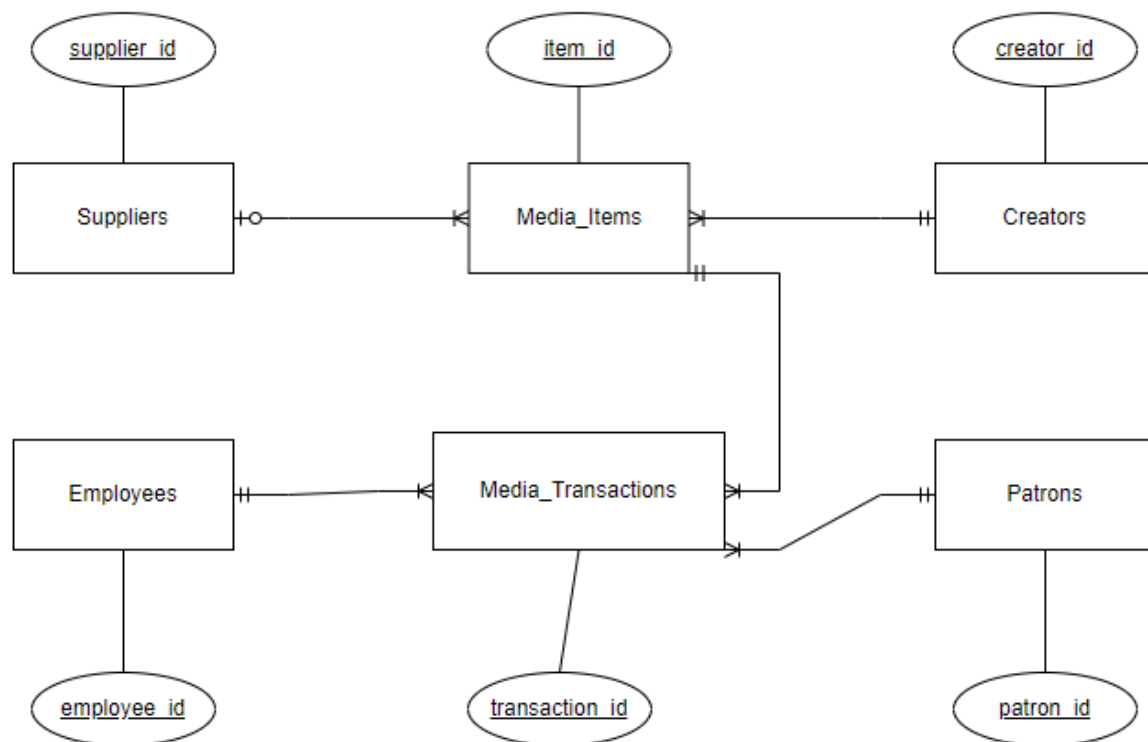 supplier_id
item_id
creator_id
Suppliers
Media_Items
Creators
Employees
Media_Transactions
Patrons
employee_id
transaction_id
patron_id